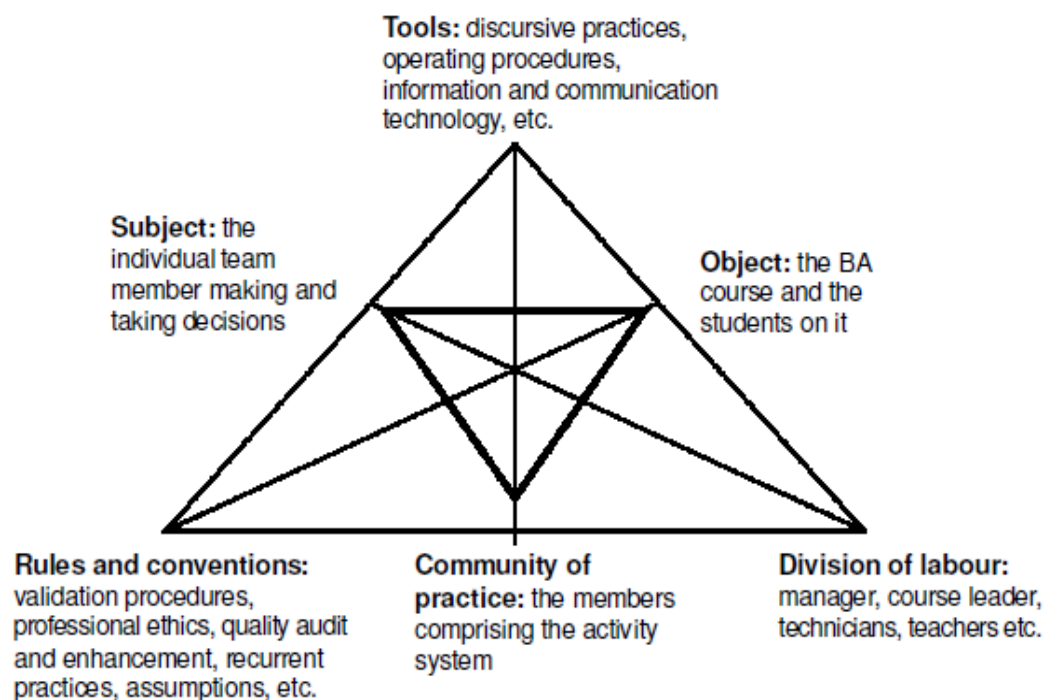 Tools: discursive practices,
operating procedures,
information and communication
technology, etc.
Subject: the
individual team
member making and
taking decisions
Object: the BA
course and the
students on it
Rules and conventions:
validation procedures,
professional ethics, quality audit
and enhancement, recurrent
practices, assumptions, etc.
Community of
practice: the members
comprising the activity
system
Division of labour:
manager, course leader,
technicians, teachers etc.